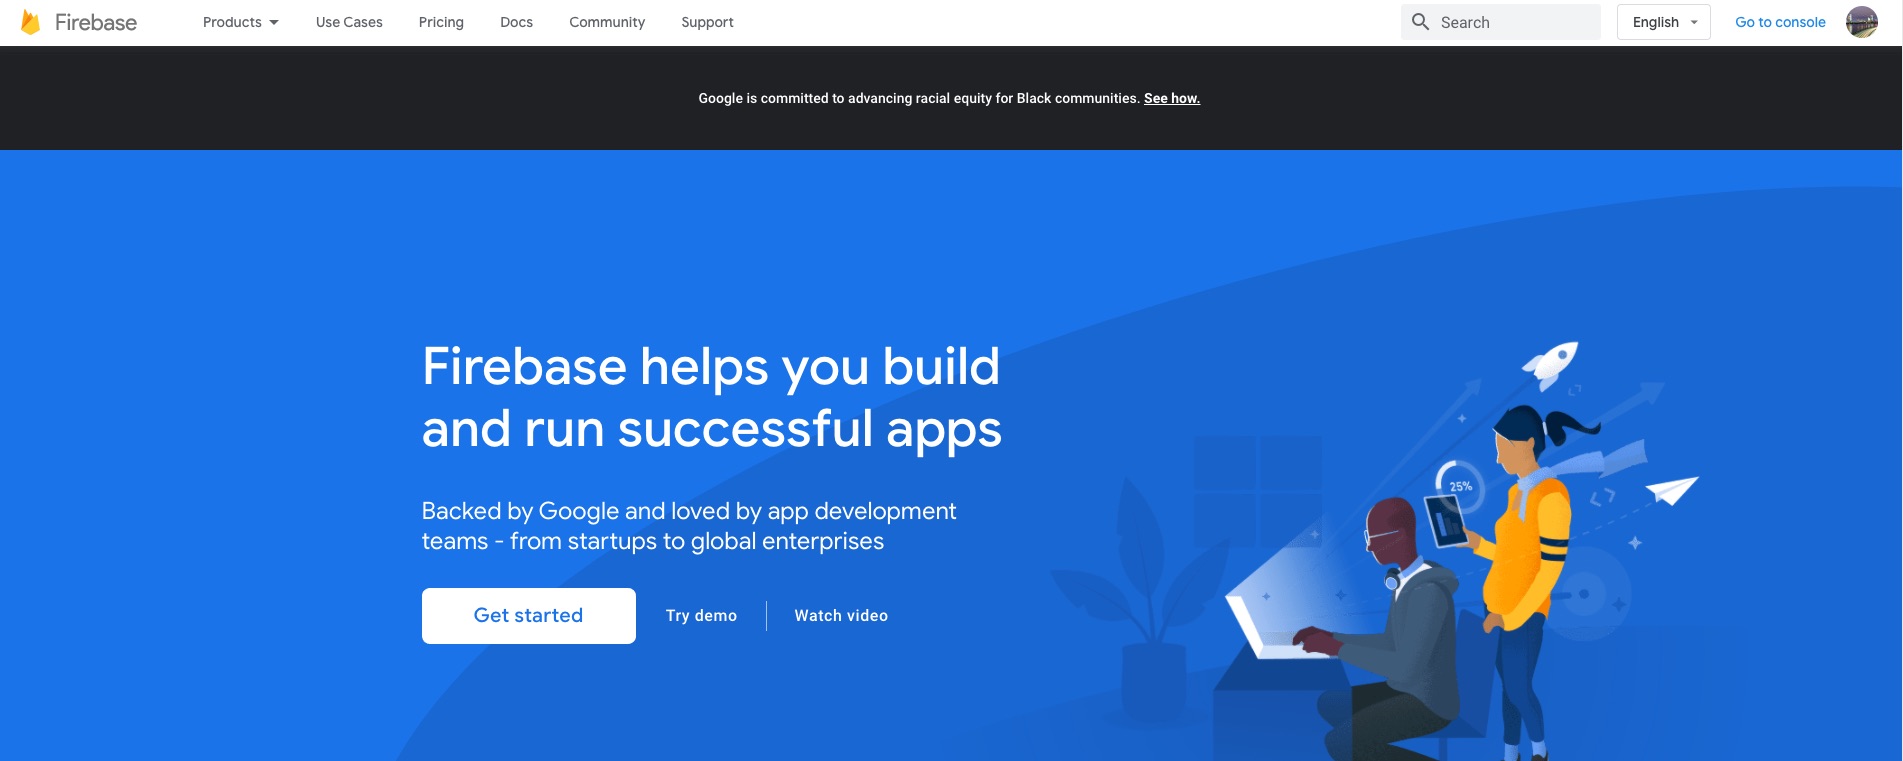 Firebase
Products
Use Cases
Pricing
Docs
Community
Support
Search
English
Go to console
Google is committed to advancing racial equity for Black communities. See how.
Firebase helps you build
and run successful apps
Backed by Google and loved by app development
teams - from startups to global enterprises
Get started
Try demo
Watch video
25%